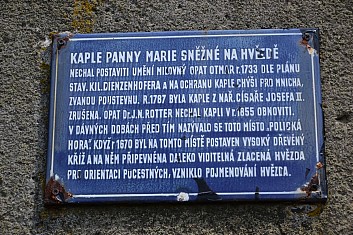 KAPLE PANNY MARIE SNĚŽNÉ NA HVĚZDĚ
NECHAL POSTAVITI UMĚNÍ MILOVNÝ OPAT OTMAR R.1733 DLE PLÁNU
STAV. KIL.DIENZENHOFERA A NA OCHRANU KAPLE CHÝŠI PRO MNICHA,
ZVANOU POUSTEVNU. R.1787 BYLA KAPLE Z NAŘ.CÍSAŘE JOSEFA II.
ZRUŠENA. OPAT Dr.J.N.ROTTER NECHAL KAPLI V r.1855 OBNOVITI.
V DÁVNÝCH DOBÁCH PŘED TÍM NAZÝVALO SE TOTO MÍSTO „POLICKÁ
HORA". KDYŽ r.1670 BYL NA TOMTO MÍSTĚ POSTAVEN VYSOKÝ DŘEVĚNÝ
KŘÍŽ A NA NĚM PŘIPEVNĚNA DALEKO VIDITELNÁ ZLACENÁ HVĚZDA
PRO ORIENTACI POCESTNÝCH, VZNIKLO POJMENOVÁNÍ HVĚZDA.